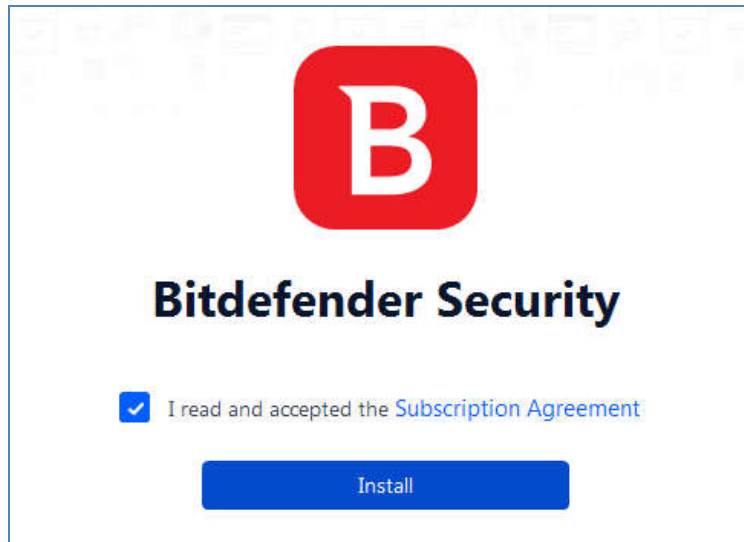 B
Bitdefender Security
I read and accepted the Subscription Agreement
Install